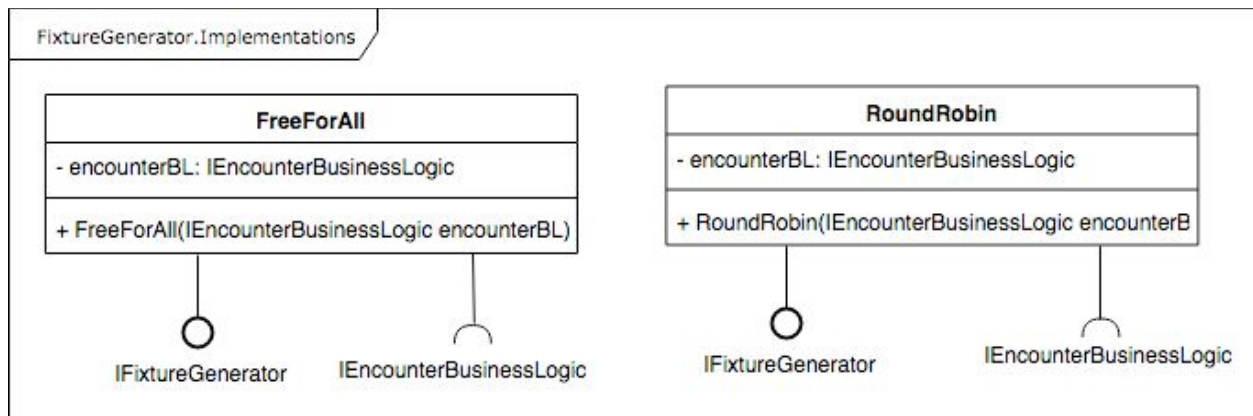 FixtureGenerator.Implementations
FreeForAll
- encounterBL: IEncounterBusinessLogic
+ FreeForAll(IEncounterBusinessLogic encounterBL)
IFixtureGenerator
IEncounterBusinessLogic
RoundRobin
- encounterBL: IEncounterBusinessLogic
+ RoundRobin(IEncounterBusinessLogic encounterB
IFixtureGenerator
IEncounterBusinessLogic